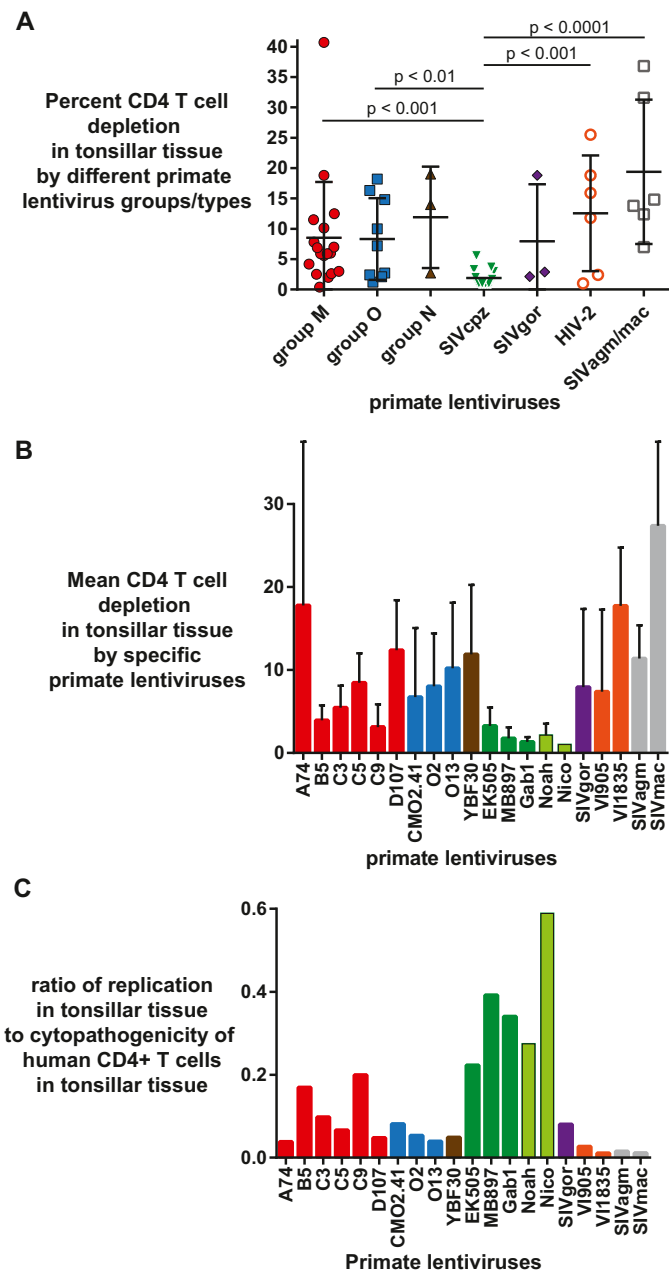 A
Percent CD4 T cell
depletion
in tonsillar tissue
by different primate
lentivirus groups/types
p < 0.0001
p < 0.001
p < 0.01
p < 0.001
45
40
35
30
25
20
15
10
5
0
group M
group O
group N
SIVcpz
SIVgor
HIV-2
SIVagm/mac
primate lentiviruses
B
Mean CD4 T cell
depletion
in tonsillar tissue
by specific
primate lentiviruses
30
20
10
0
A74
B5
C3
C5
C9
D107
CMO2.41
O2
O13
YBF30
EK505
MB897
Gab1
Noah
Nico
SIVgor
VI905
VI1835
SIVagm
SIVmac
primate lentiviruses
C
ratio of replication
in tonsillar tissue
to cytopathogenicity of
human CD4+ T cells
in tonsillar tissue
0.6
0.4
0.2
0.0
A74
B5
C3
C5
C9
D107
CMO2.41
O2
O13
YBF30
EK505
MB897
Gab1
Noah
Nico
SIVgor
VI905
VI1835
SIVagm
SIVmac
Primate lentiviruses